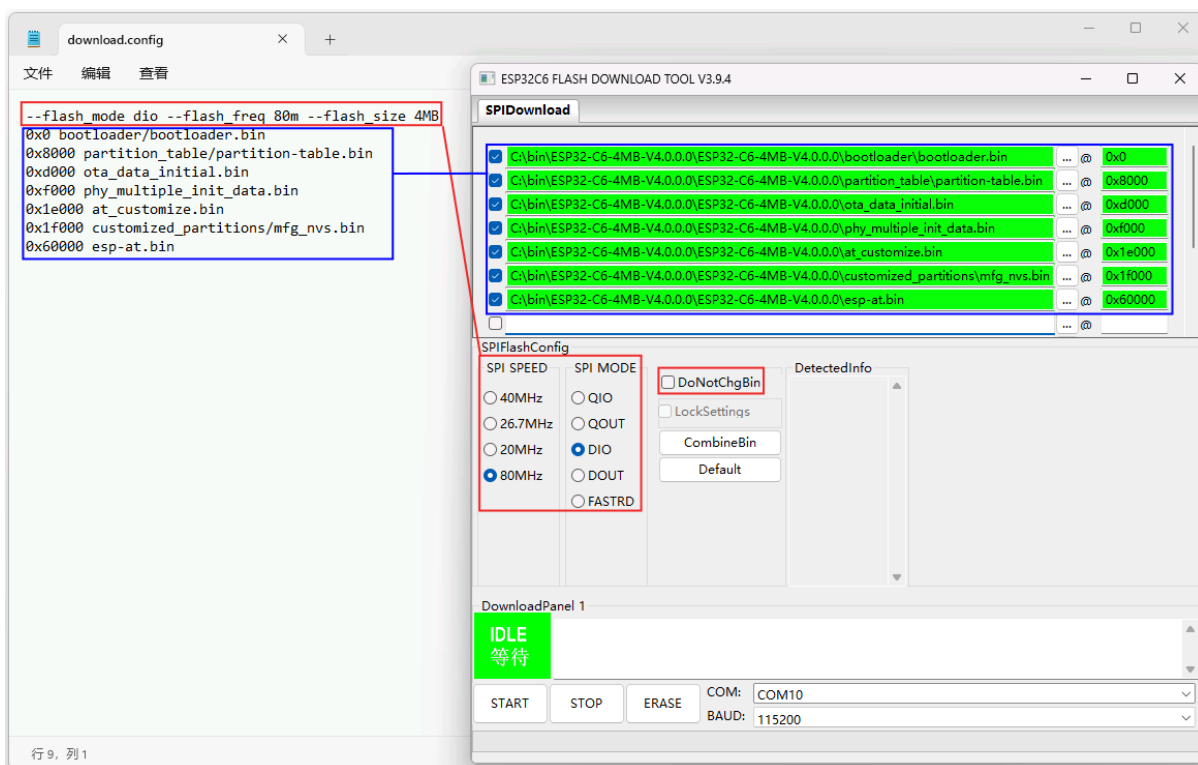 download.config
文件 编辑 查看
--flash_mode dio --flash_freq 80m --flash_size 4MB
0x0 bootloader/bootloader.bin
0x8000 partition_table/partition-table.bin
0xd000 ota_data_initial.bin
0xf000 phy_multiple_init_data.bin
0x1e000 at_customize.bin
0x1f000 customized_partitions/mfg_nvs.bin
0x60000 esp-at.bin
行 9, 列 1
ESP32C6 FLASH DOWNLOAD TOOL V3.9.4
SPIDownload
C:\bin\ESP32-C6-4MB-V4.0.0.0\ESP32-C6-4MB-V4.0.0.0\bootloader\bootloader.bin ... @ 0x0
C:\bin\ESP32-C6-4MB-V4.0.0.0\ESP32-C6-4MB-V4.0.0.0\partition_table\partition-table.bin ... @ 0x8000
C:\bin\ESP32-C6-4MB-V4.0.0.0\ESP32-C6-4MB-V4.0.0.0\ota_data_initial.bin ... @ 0xd000
C:\bin\ESP32-C6-4MB-V4.0.0.0\ESP32-C6-4MB-V4.0.0.0\phy_multiple_init_data.bin ... @ 0xf000
C:\bin\ESP32-C6-4MB-V4.0.0.0\ESP32-C6-4MB-V4.0.0.0\at_customize.bin ... @ 0x1e000
C:\bin\ESP32-C6-4MB-V4.0.0.0\ESP32-C6-4MB-V4.0.0.0\customized_partitions\mfg_nvs.bin ... @ 0x1f000
C:\bin\ESP32-C6-4MB-V4.0.0.0\ESP32-C6-4MB-V4.0.0.0\esp-at.bin ... @ 0x60000
... @
SPIFlashConfig
SPI SPEED
40MHz
26.7MHz
20MHz
80MHz
SPI MODE
QIO
QOUT
DIO
DOUT
FASTRD
DoNotChgBin
LockSettings
CombineBin
Default
DetectedInfo
DownloadPanel 1
IDLE
等待
START STOP ERASE
COM: COM10
BAUD: 115200